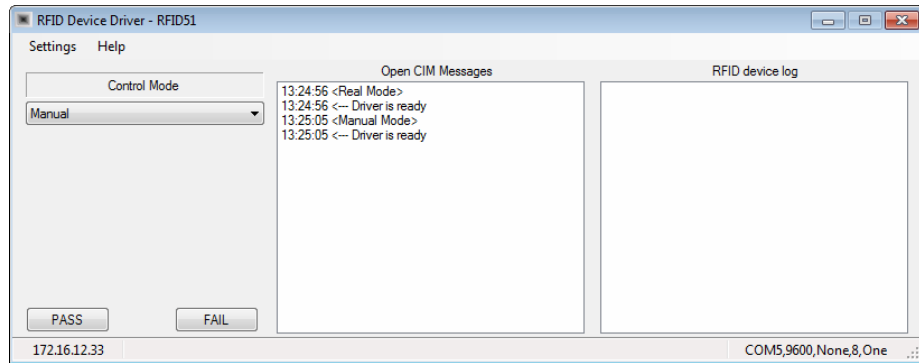 RFID Device Driver - RFID51
Settings Help
Control Mode
Manual
PASS FAIL
Open CIM Messages
13:24:56 <Real Mode>
13:24:56 <--- Driver is ready
13:25:05 <Manual Mode>
13:25:05 <--- Driver is ready
RFID device log
172.16.12.33
COM5,9600,None,8,One